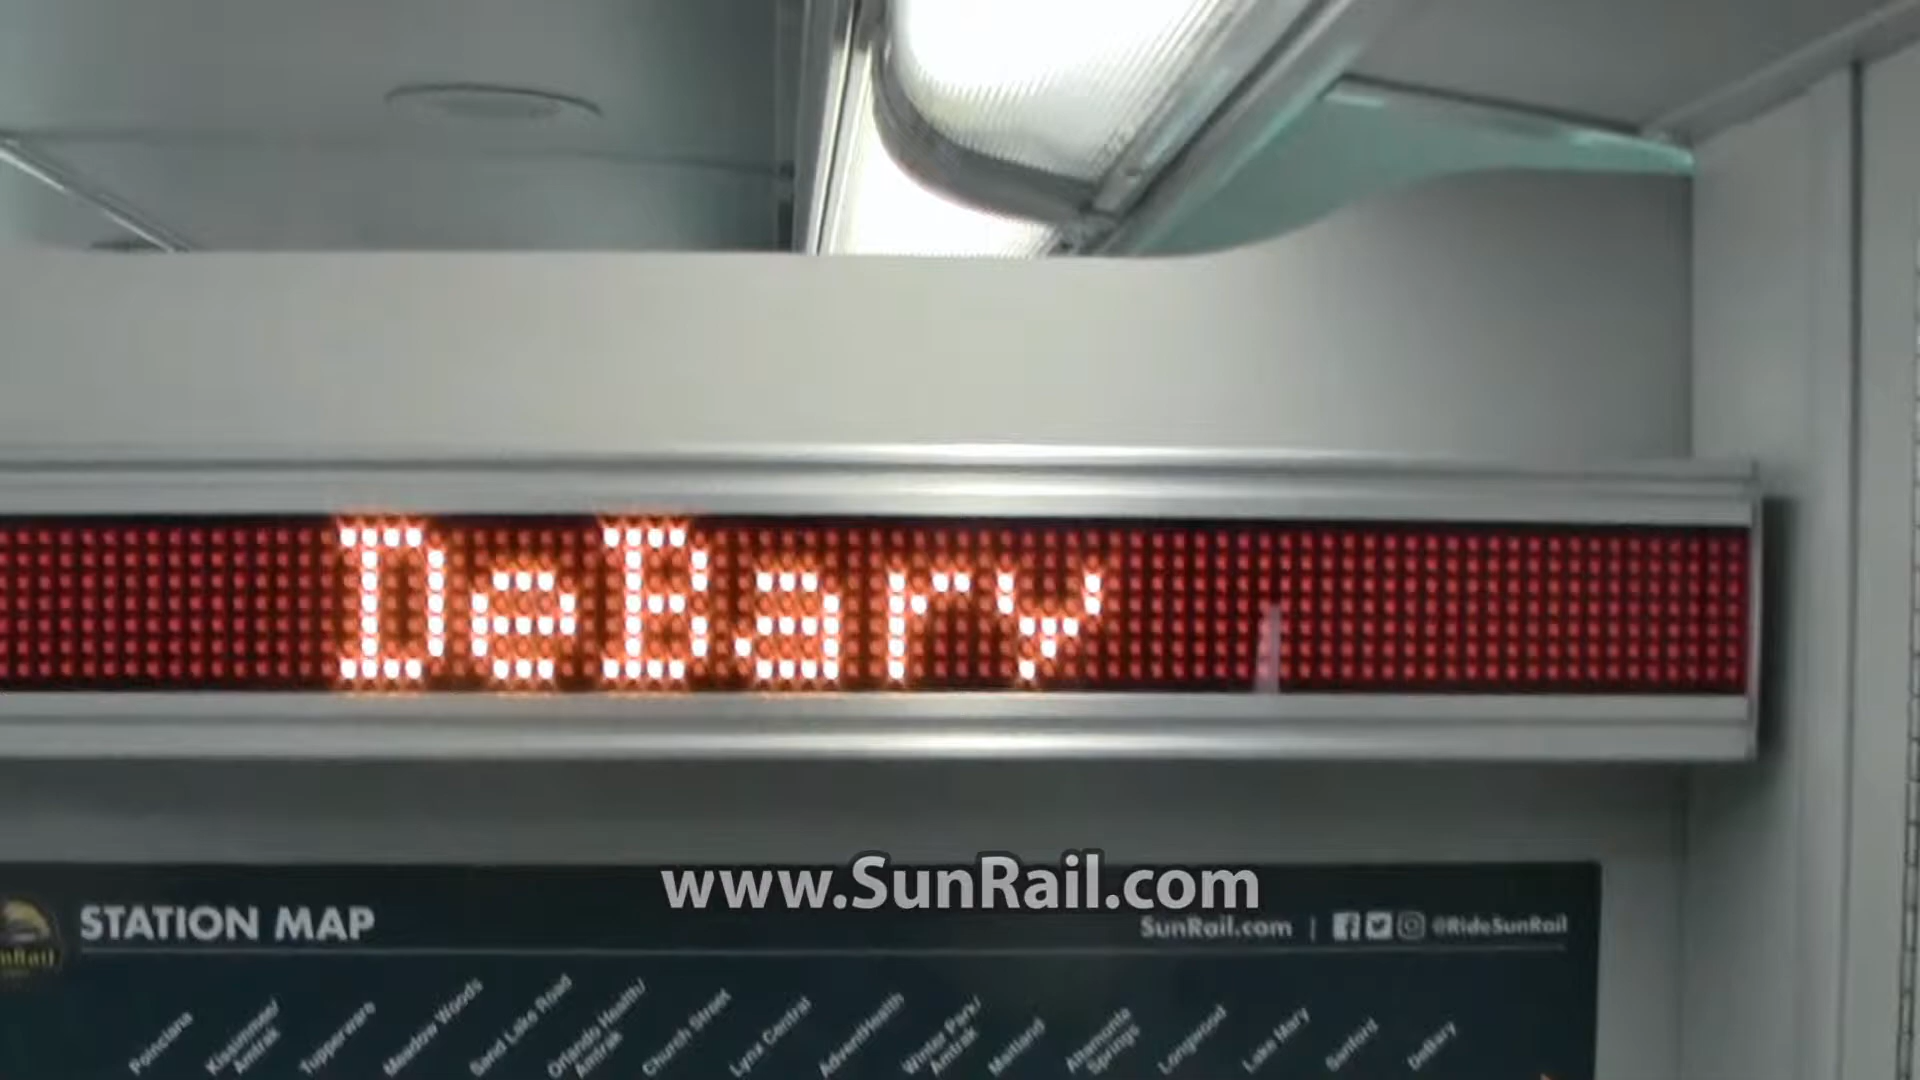 DeBary
www.SunRail.com
STATION MAP
SunRail.com | @RideSunRail
nRail
Poinciana
Kissimmee/
Amtrak
Tupperware
Meadow Woods
Sand Lake Road
Orlando Health/
Amtrak
Church Street
Lynx Central
AdventHealth
Winter Park/
Amtrak
Maitland
Altamonte
Springs
Longwood
Lake Mary
Sanford
DeBary